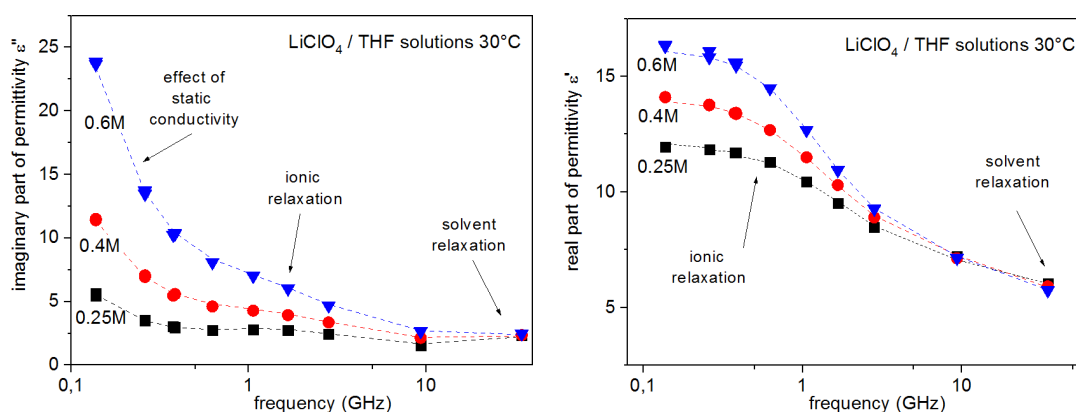 LiClO₄ / THF solutions 30°C
imaginary part of permittivity ε''
25
20
15
10
5
0
0,1
1
10
frequency (GHz)
0.6M
0.4M
0.25M
effect of
static
conductivity
ionic
relaxation
solvent
relaxation
LiClO₄ / THF solutions 30°C
real part of permittivity ε'
15
10
5
0,1
1
10
frequency (GHz)
0.6M
0.4M
0.25M
ionic
relaxation
solvent
relaxation